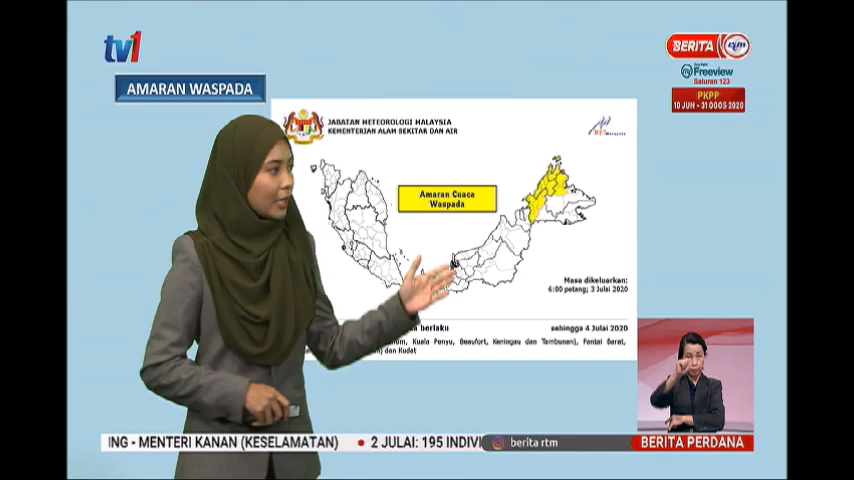 tv1
BERITA rtm
my Freeview
Saluran 123
PKPP
10 JUN - 31 OGOS 2020
AMARAN WASPADA
JABATAN METEOROLOGI MALAYSIA
KEMENTERIAN ALAM SEKITAR DAN AIR
Amaran Cuaca
Waspada
Masa dikeluarkan:
6:00 petang; 3 Julai 2020
berlaku
sehingga 4 Julai 2020
Kuala Penyu, Beaufort, Keningau dan Tambunan), Pantai Barat,
dan Kudat
ING - MENTERI KANAN (KESELAMATAN) • 2 JULAI: 195 INDIVI
berita rtm
BERITA PERDANA